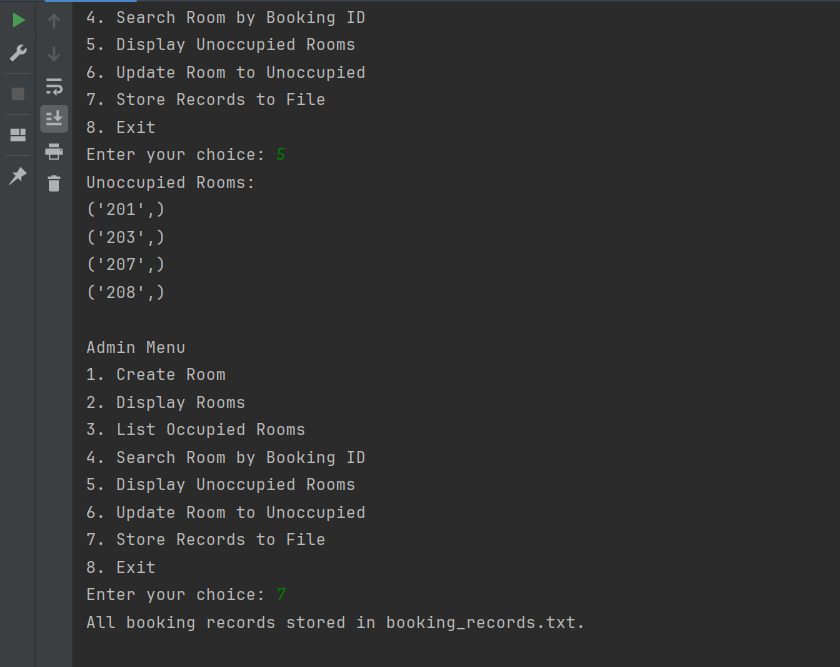 4. Search Room by Booking ID
5. Display Unoccupied Rooms
6. Update Room to Unoccupied
7. Store Records to File
8. Exit
Enter your choice: 5
Unoccupied Rooms:
('201',)
('203',)
('207',)
('208',)
Admin Menu
1. Create Room
2. Display Rooms
3. List Occupied Rooms
4. Search Room by Booking ID
5. Display Unoccupied Rooms
6. Update Room to Unoccupied
7. Store Records to File
8. Exit
Enter your choice: 7
All booking records stored in booking_records.txt.